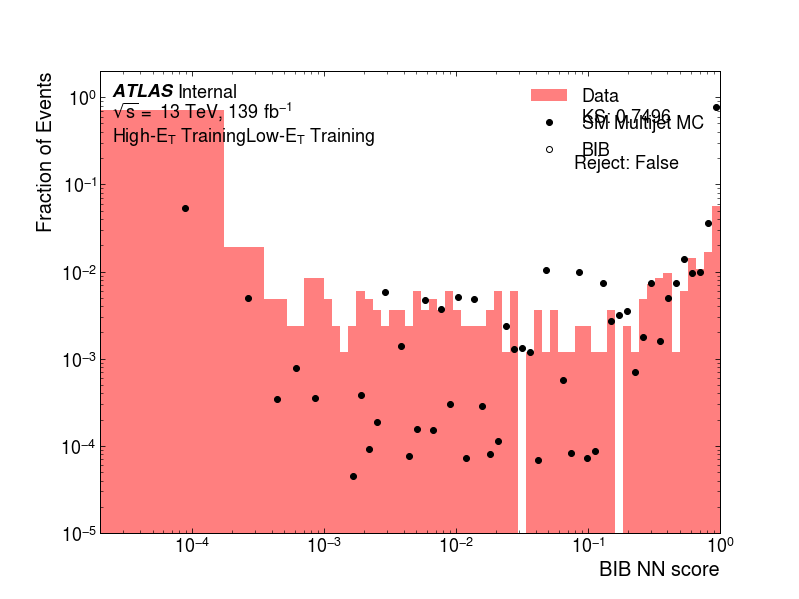 ATLAS Internal
√s = 13 TeV, 139 fb⁻¹
High-E_T TrainingLow-E_T Training
Data
KS: 0.7496
SM Multijet MC
BIB
Reject: False
Fraction of Events
10⁰
10⁻¹
10⁻²
10⁻³
10⁻⁴
10⁻⁵
10⁻⁴
10⁻³
10⁻²
10⁻¹
10⁰
BIB NN score